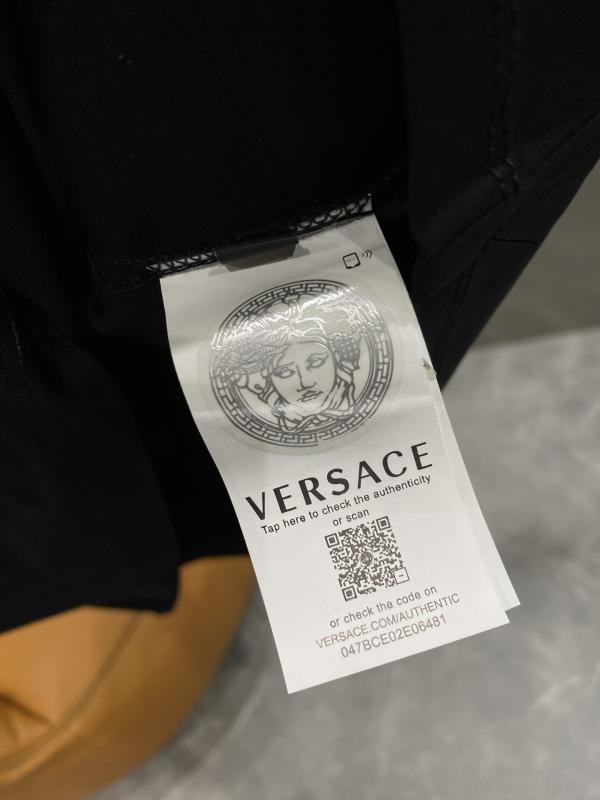 VERSACE
Tap here to check the authenticity
or scan
or check the code on
VERSACE.COM/AUTHENTIC
047BCE02E06481